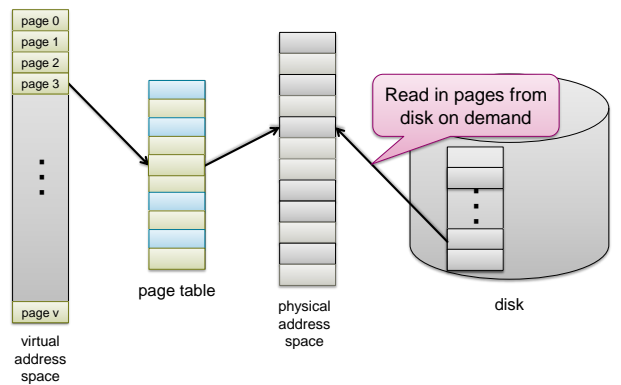 page 0
page 1
page 2
page 3
page v
virtual
address
space
page table
physical
address
space
Read in pages from
disk on demand
disk